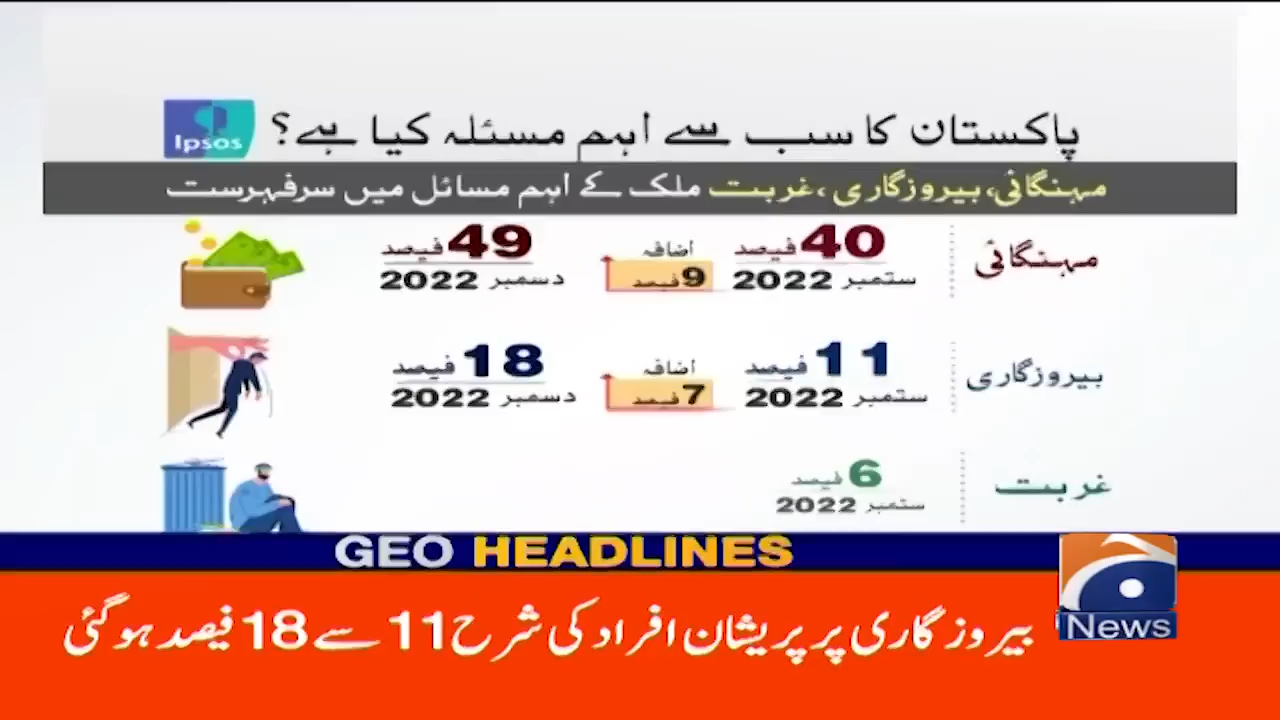 پاکستان کا سب سے اہم مسئلہ کیا ہے؟
Ipsos
مہنگائی، بیروزگاری ،غربت ملک کے اہم مسائل میں سرفہرست
مہنگائی
40 فیصد
ستمبر 2022
اضافہ
9 فیصد
49 فیصد
دسمبر 2022
بیروزگاری
11 فیصد
ستمبر 2022
اضافہ
7 فیصد
18 فیصد
دسمبر 2022
غربت
6 فیصد
ستمبر 2022
GEO HEADLINES
News
بیروزگاری پر پریشان افراد کی شرح 11 سے 18 فیصد ہوگئی